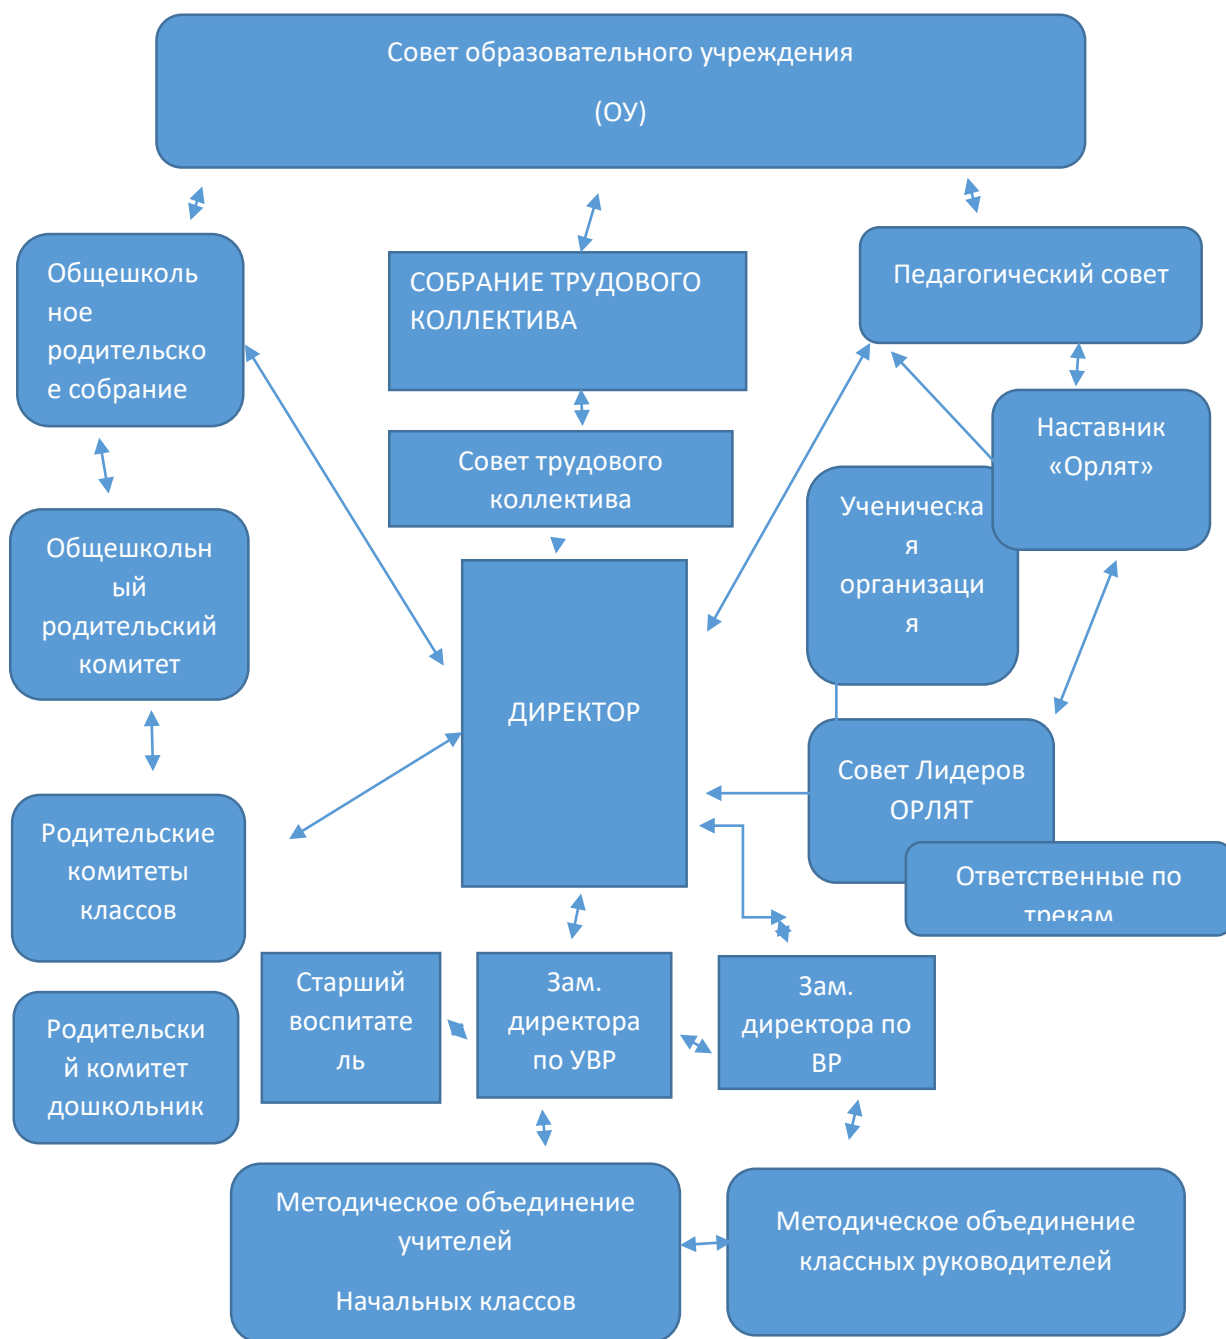 Совет образовательного учреждения
(ОУ)
Общешколь
ное
родительско
е собрание
СОБРАНИЕ ТРУДОВОГО
КОЛЛЕКТИВА
Педагогический совет
Совет трудового
коллектива
Наставник
«Орлят»
Ученическа
я
организаци
я
Общешкольн
ый
родительский
комитет
ДИРЕКТОР
Совет Лидеров
ОРЛЯТ
Ответственные по
трекам
Родительские
комитеты
классов
Старший
воспитате
ль
Зам.
директора
по УВР
Зам.
директора по
ВР
Родительски
й комитет
дошкольник
Методическое объединение
учителей
Начальных классов
Методическое объединение
классных руководителей